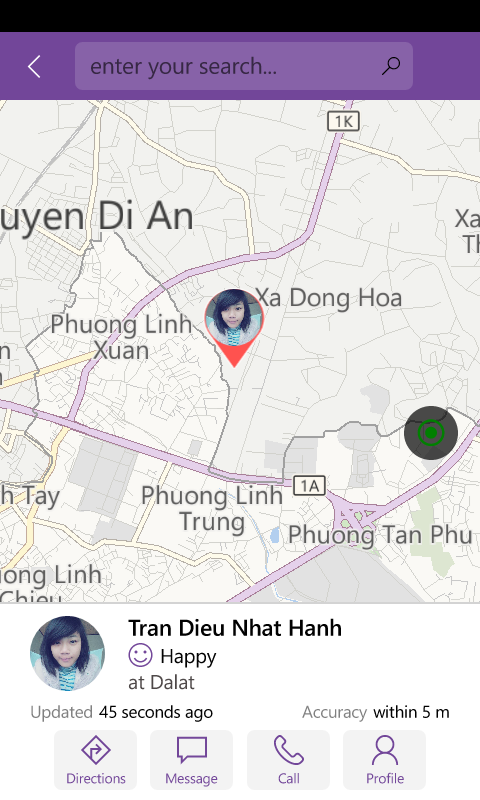 enter your search...
1K
uyen Di An
Xa
Th
Xa Dong Hoa
Phuong Linh
Xuan
n
1A
h Tay
Phuong Linh
Trung
Phuong Tan Phu
ong Linh
Chieu
Tran Dieu Nhat Hanh
Happy
at Dalat
Updated 45 seconds ago
Accuracy within 5 m
Directions
Message
Call
Profile